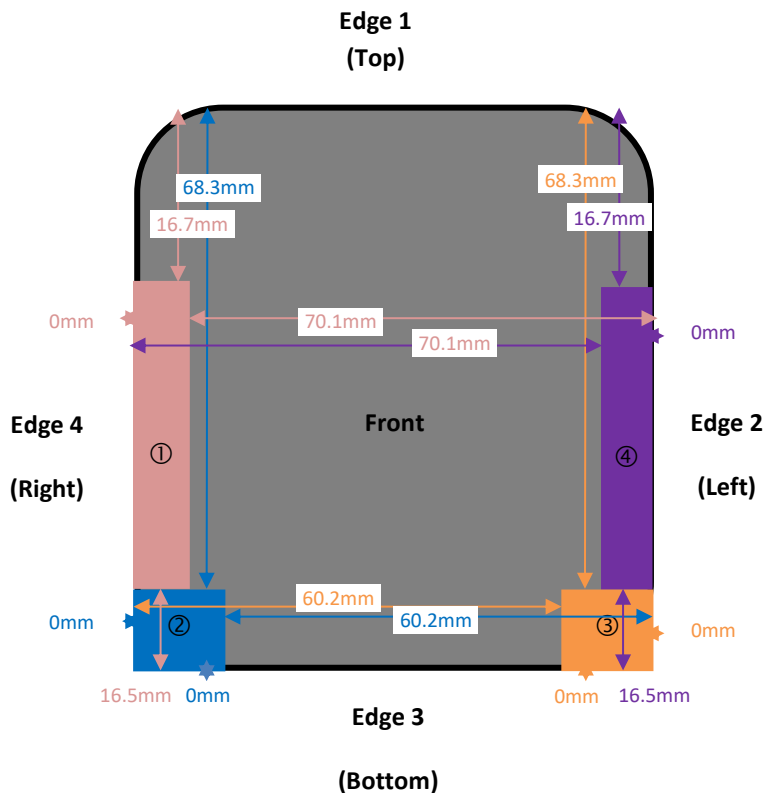 Edge 1
(Top)
68.3mm
68.3mm
16.7mm
16.7mm
0mm
70.1mm
0mm
70.1mm
Edge 4
Front
Edge 2
①
④
(Right)
(Left)
60.2mm
0mm
②
60.2mm
③
0mm
16.5mm
0mm
0mm
16.5mm
Edge 3
(Bottom)